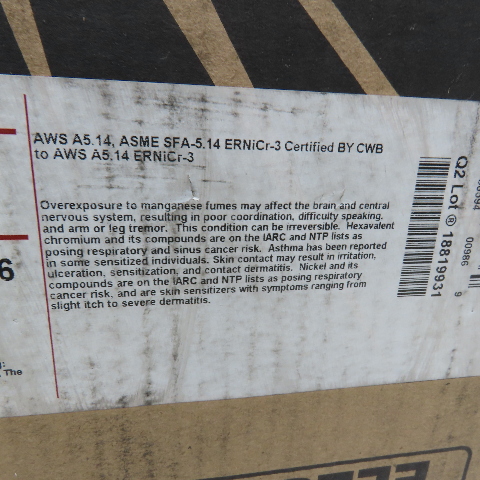 AWS A5.14, ASME SFA-5.14 ERNiCr-3 Certified BY CWB
to AWS A5.14 ERNiCr-3
Overexposure to manganese fumes may affect the brain and central
nervous system, resulting in poor coordination, difficulty speaking,
and arm or leg tremor. This condition can be irreversible. Hexavalent
chromium and its compounds are on the IARC and NTP lists as
posing respiratory and sinus cancer risk. Asthma has been reported
in some sensitized individuals. Skin contact may result in irritation,
ulceration, sensitization, and contact dermatitis. Nickel and its
compounds are on the IARC and NTP lists as posing respiratory
cancer risk, and are skin sensitizers with symptoms ranging from
slight itch to severe dermatitis.
Q2 Lot ® 18819931
00986
9
6
The